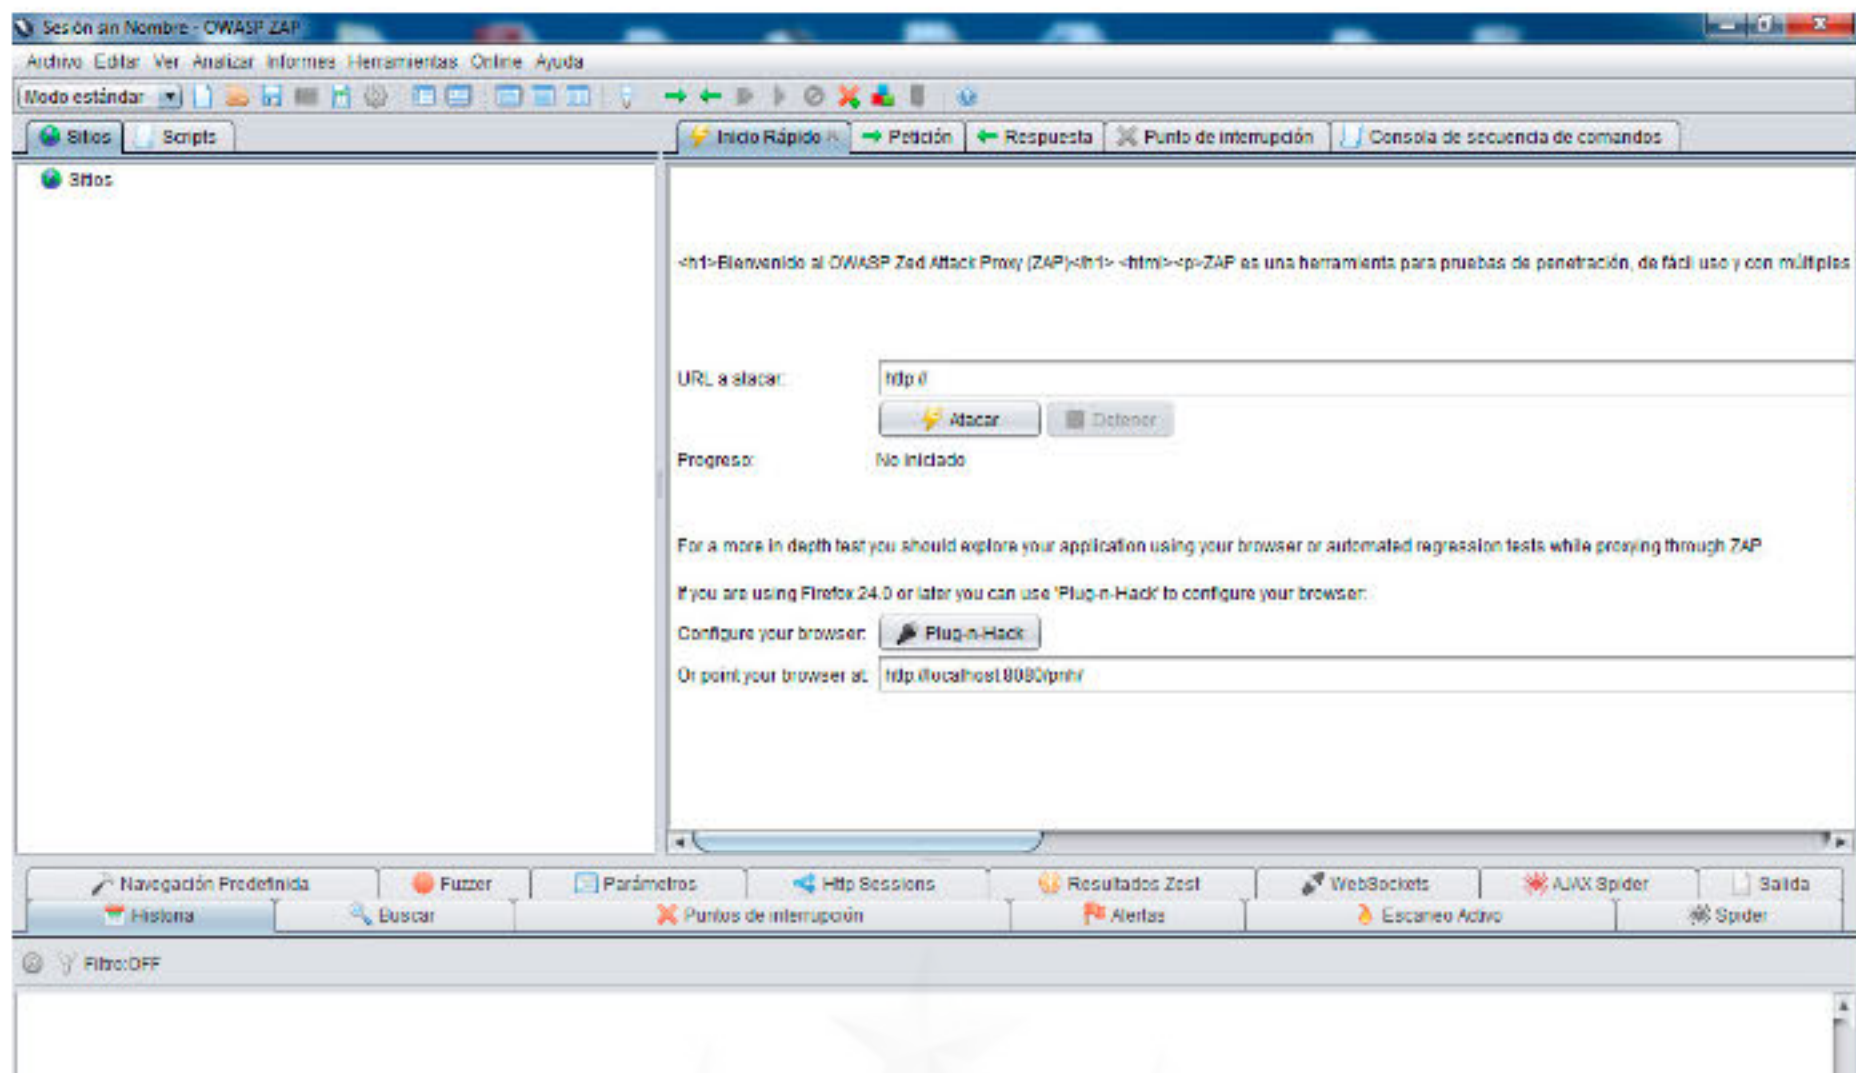 Sesión sin Nombre - OWASP ZAP
Archivo Editar Ver Analizar Informes Herramientas Online Ayuda
Modo estándar
Sitios Scripts
Inicio Rápido Petición Respuesta Punto de interrupción Consola de secuencia de comandos
Sitios
<h1>Bienvenido al OWASP Zed Attack Proxy (ZAP)</h1> <html><p>ZAP es una herramienta para pruebas de penetración, de fácil uso y con múltiples
URL a atacar: http://
Atacar Detener
Progreso: No iniciado
For a more in depth test you should explore your application using your browser or automated regression tests while proxying through ZAP
If you are using Firefox 24.0 or later you can use 'Plug-n-Hack' to configure your browser:
Configure your browser: Plug-n-Hack
Or point your browser at: http://localhost:8080/pnh/
Navegación Predefinida Fuzzer Parámetros Http Sessions Resultados Zest WebSockets AJAX Spider Salida
Historia Buscar Puntos de interrupción Alertas Escaneo Activo Spider
Filtro:OFF